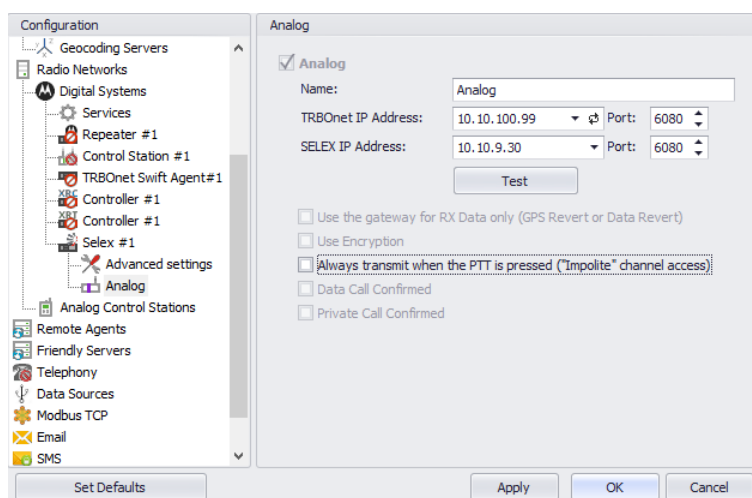 Configuration
Geocoding Servers
Radio Networks
Digital Systems
Services
Repeater #1
Control Station #1
TRBOnet Swift Agent#1
XRC
Controller #1
XRT
Controller #1
Selex #1
Advanced settings
Analog
Analog Control Stations
Remote Agents
Friendly Servers
Telephony
Data Sources
Modbus TCP
Email
SMS
Set Defaults
Analog
Analog
Name: Analog
TRBOnet IP Address: 10.10.100.99 Port: 6080
SELEX IP Address: 10.10.9.30 Port: 6080
Test
Use the gateway for RX Data only (GPS Revert or Data Revert)
Use Encryption
Always transmit when the PTT is pressed ("Impolite" channel access)
Data Call Confirmed
Private Call Confirmed
Apply OK Cancel